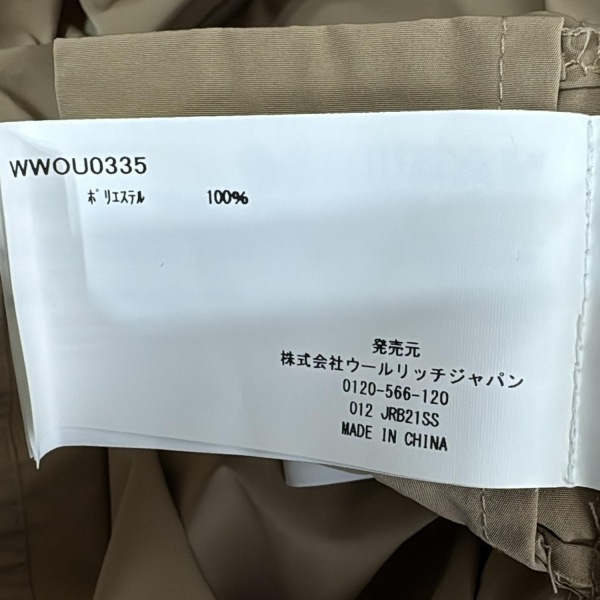 WWOU0335
ﾎﾟﾘｴｽﾃﾙ 100%
発売元
株式会社ウールリッチジャパン
0120-566-120
012 JRB21SS
MADE IN CHINA